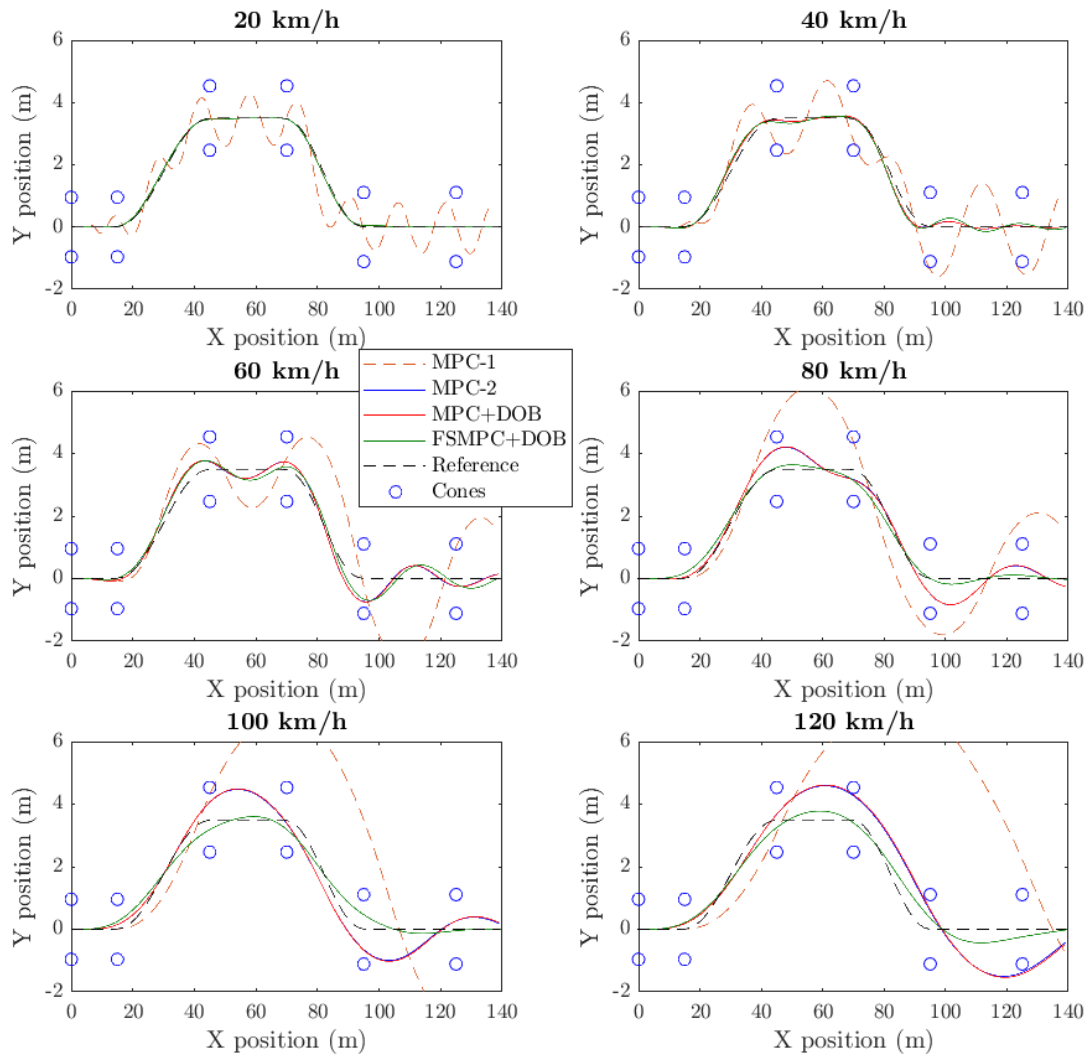 20 km/h
40 km/h
6
4
2
0
-2
Y position (m)
0 20 40 60 80 100 120 140
X position (m)
6
4
2
0
-2
Y position (m)
0 20 40 60 80 100 120 140
X position (m)
60 km/h
80 km/h
MPC-1
MPC-2
MPC+DOB
FSMPC+DOB
Reference
Cones
6
4
2
0
-2
Y position (m)
0 20 40 60 80 100 120 140
X position (m)
6
4
2
0
-2
Y position (m)
0 20 40 60 80 100 120 140
X position (m)
100 km/h
120 km/h
6
4
2
0
-2
Y position (m)
0 20 40 60 80 100 120 140
X position (m)
6
4
2
0
-2
Y position (m)
0 20 40 60 80 100 120 140
X position (m)